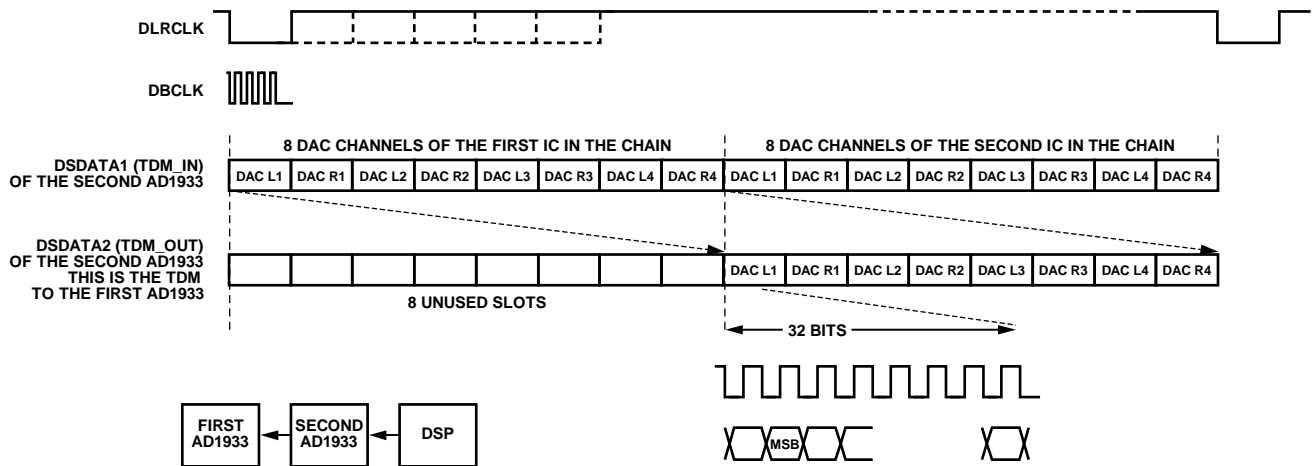 DLRCLK
DBCLK
8 DAC CHANNELS OF THE FIRST IC IN THE CHAIN
8 DAC CHANNELS OF THE SECOND IC IN THE CHAIN
DSDATA1 (TDM_IN)
OF THE SECOND AD1933
DAC L1 DAC R1 DAC L2 DAC R2 DAC L3 DAC R3 DAC L4 DAC R4 DAC L1 DAC R1 DAC L2 DAC R2 DAC L3 DAC R3 DAC L4 DAC R4
DSDATA2 (TDM_OUT)
OF THE SECOND AD1933
THIS IS THE TDM
TO THE FIRST AD1933
DAC L1 DAC R1 DAC L2 DAC R2 DAC L3 DAC R3 DAC L4 DAC R4
8 UNUSED SLOTS
32 BITS
FIRST
AD1933
SECOND
AD1933
DSP
MSB